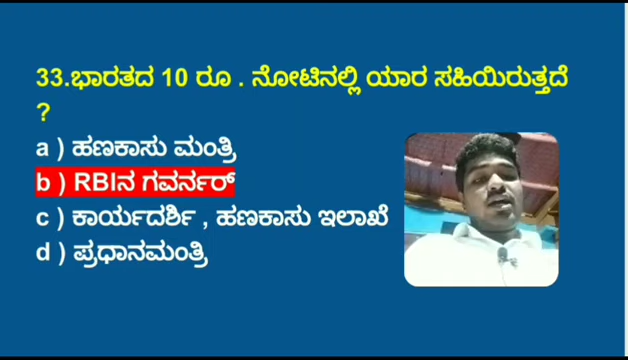 33.ಭಾರತದ 10 ರೂ . ನೋಟಿನಲ್ಲಿ ಯಾರ ಸಹಿಯಿರುತ್ತದೆ
?
a ) ಹಣಕಾಸು ಮಂತ್ರಿ
b ) RBIನ ಗವರ್ನರ್
c ) ಕಾರ್ಯದರ್ಶಿ , ಹಣಕಾಸು ಇಲಾಖೆ
d ) ಪ್ರಧಾನಮಂತ್ರಿ